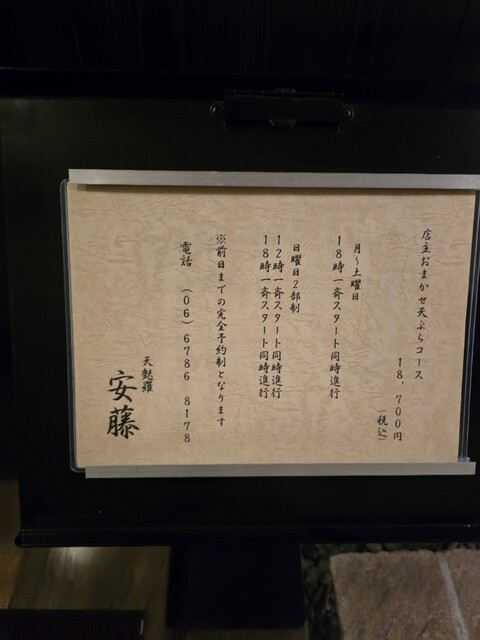 店主おまかせ天ぷらコース
18,700円
(税込)
月～土曜日
18時一斉スタート同時進行
日曜日2部制
12時一斉スタート同時進行
18時一斉スタート同時進行
※前日までの完全予約制となります
電話 (06)6786 8178
天麩羅
安藤